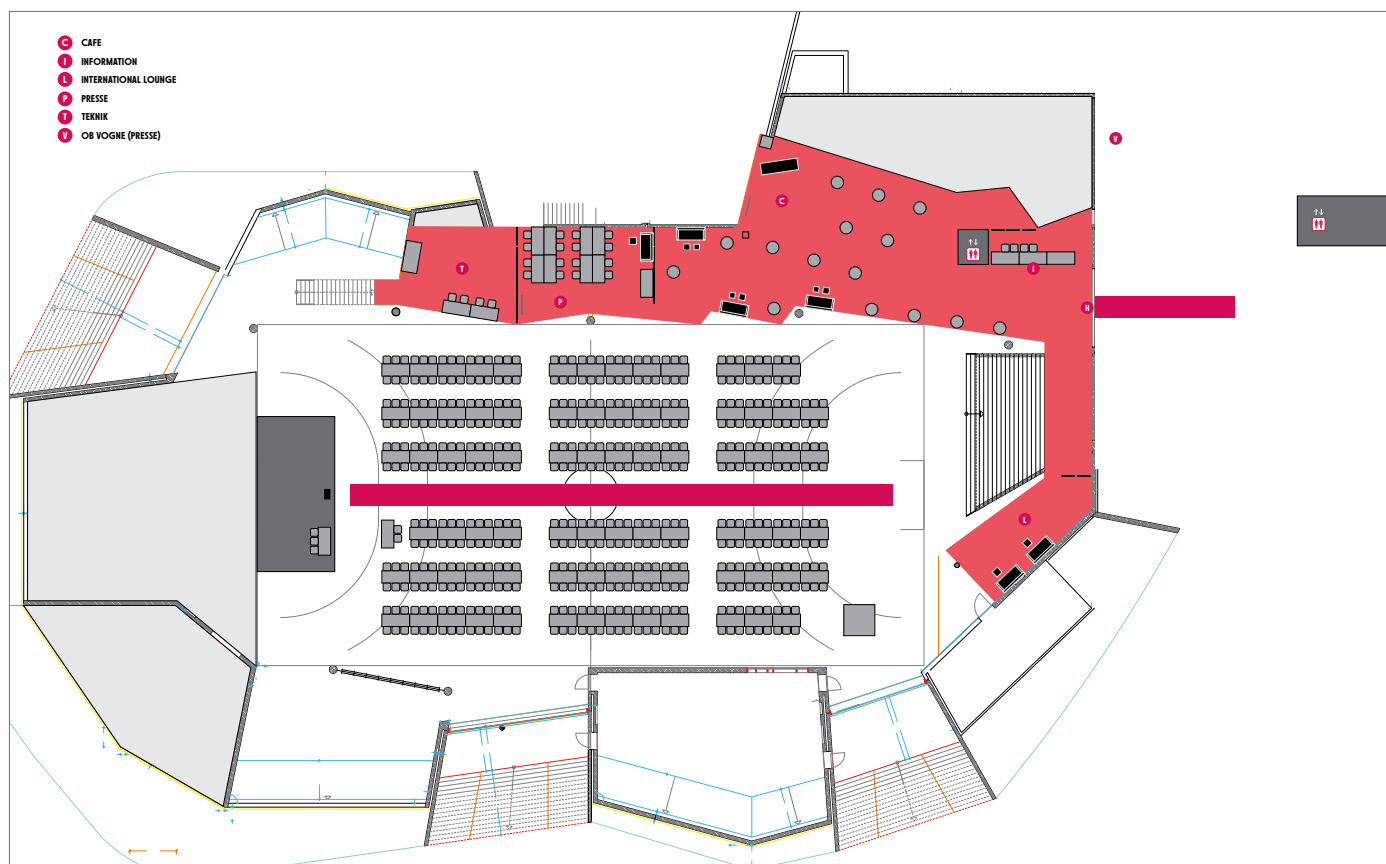 C CAFE
I INFORMATION
L INTERNATIONAL LOUNGE
P PRESSE
T TEKNIK
V OB VOGNE (PRESSE)
V
C
T
I
P
H
L